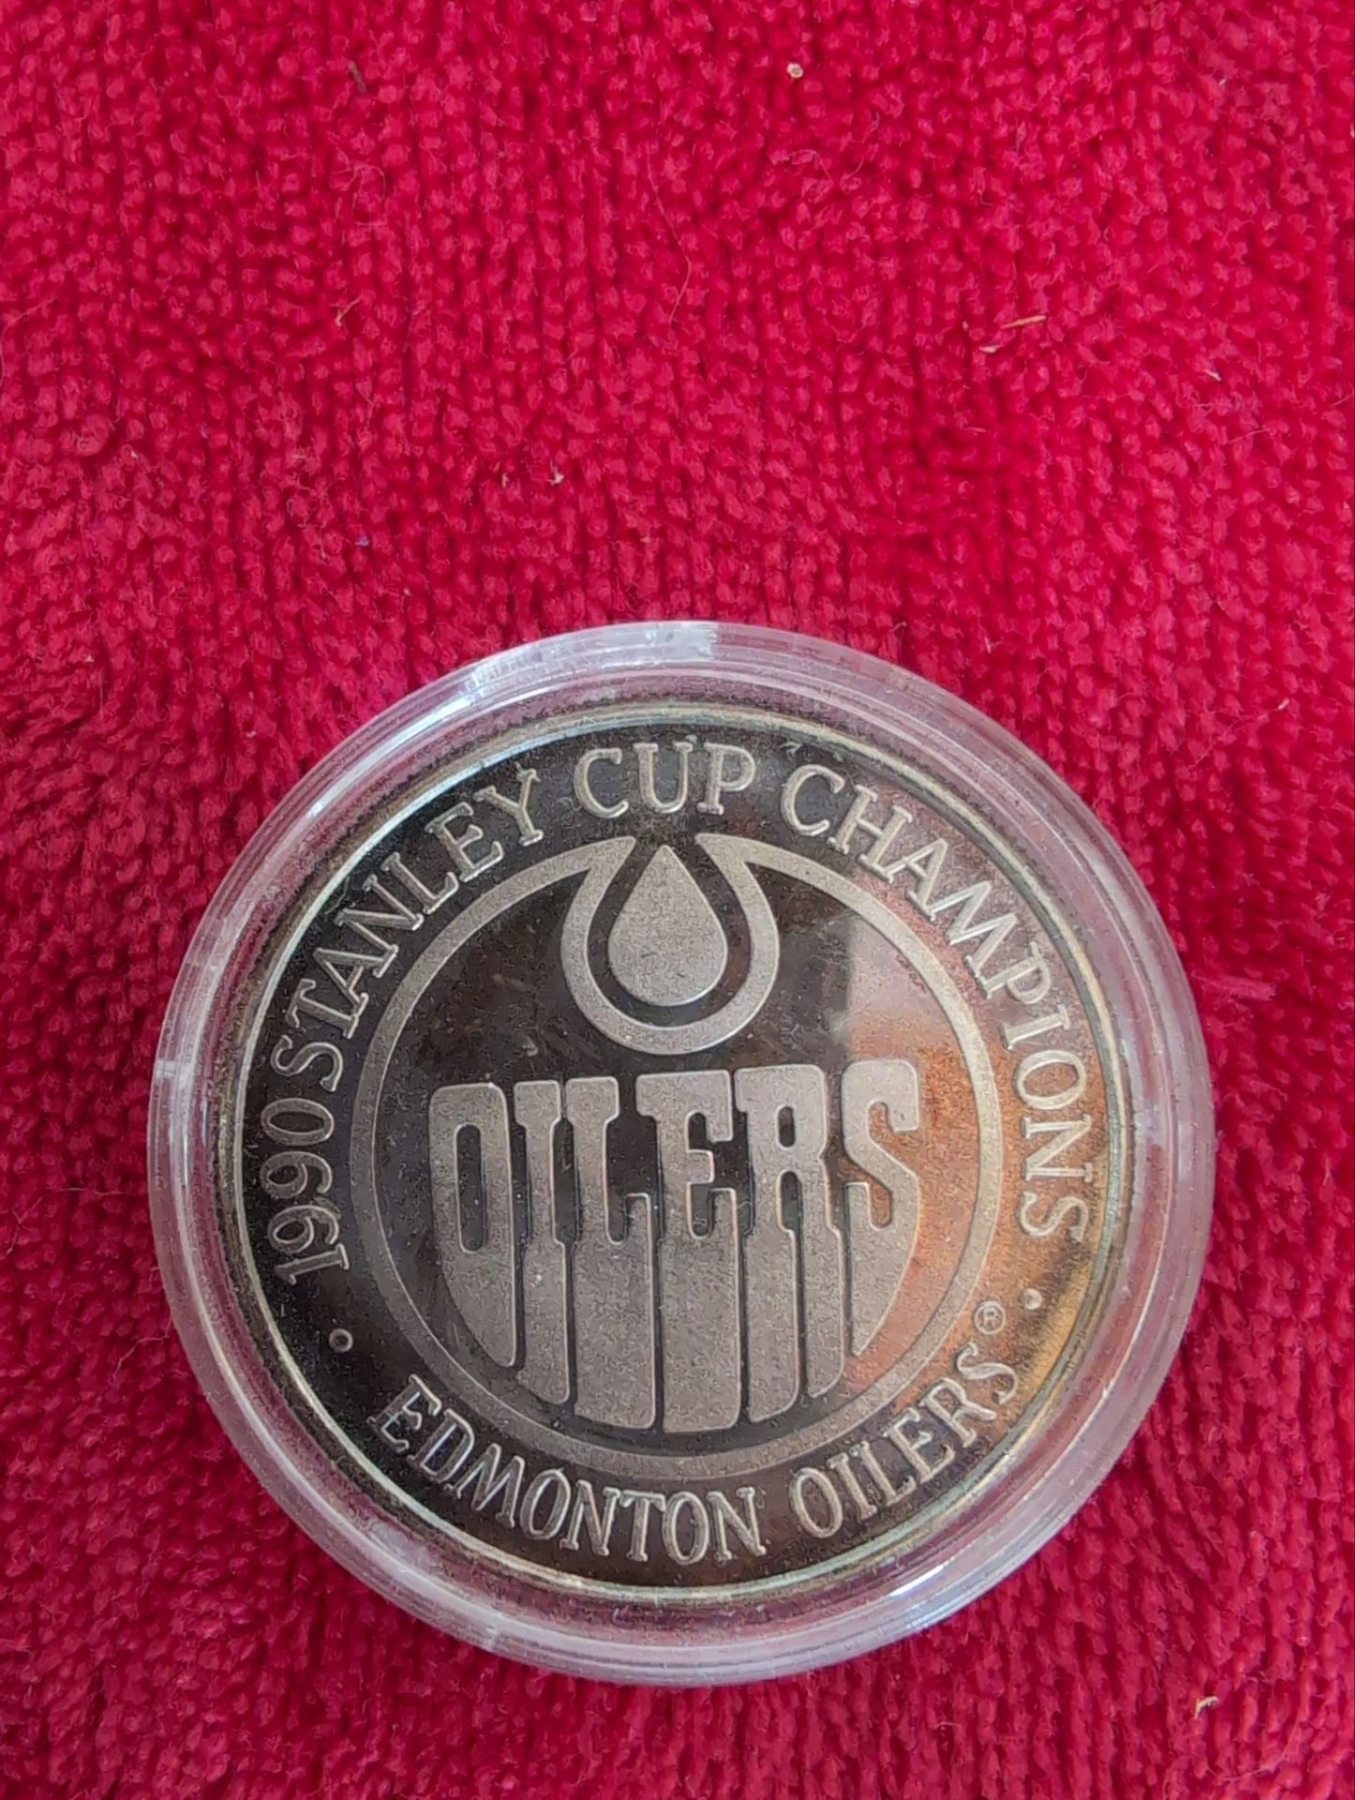 1990 STANLEY CUP CHAMPIONS
OILERS
EDMONTON OILERS®